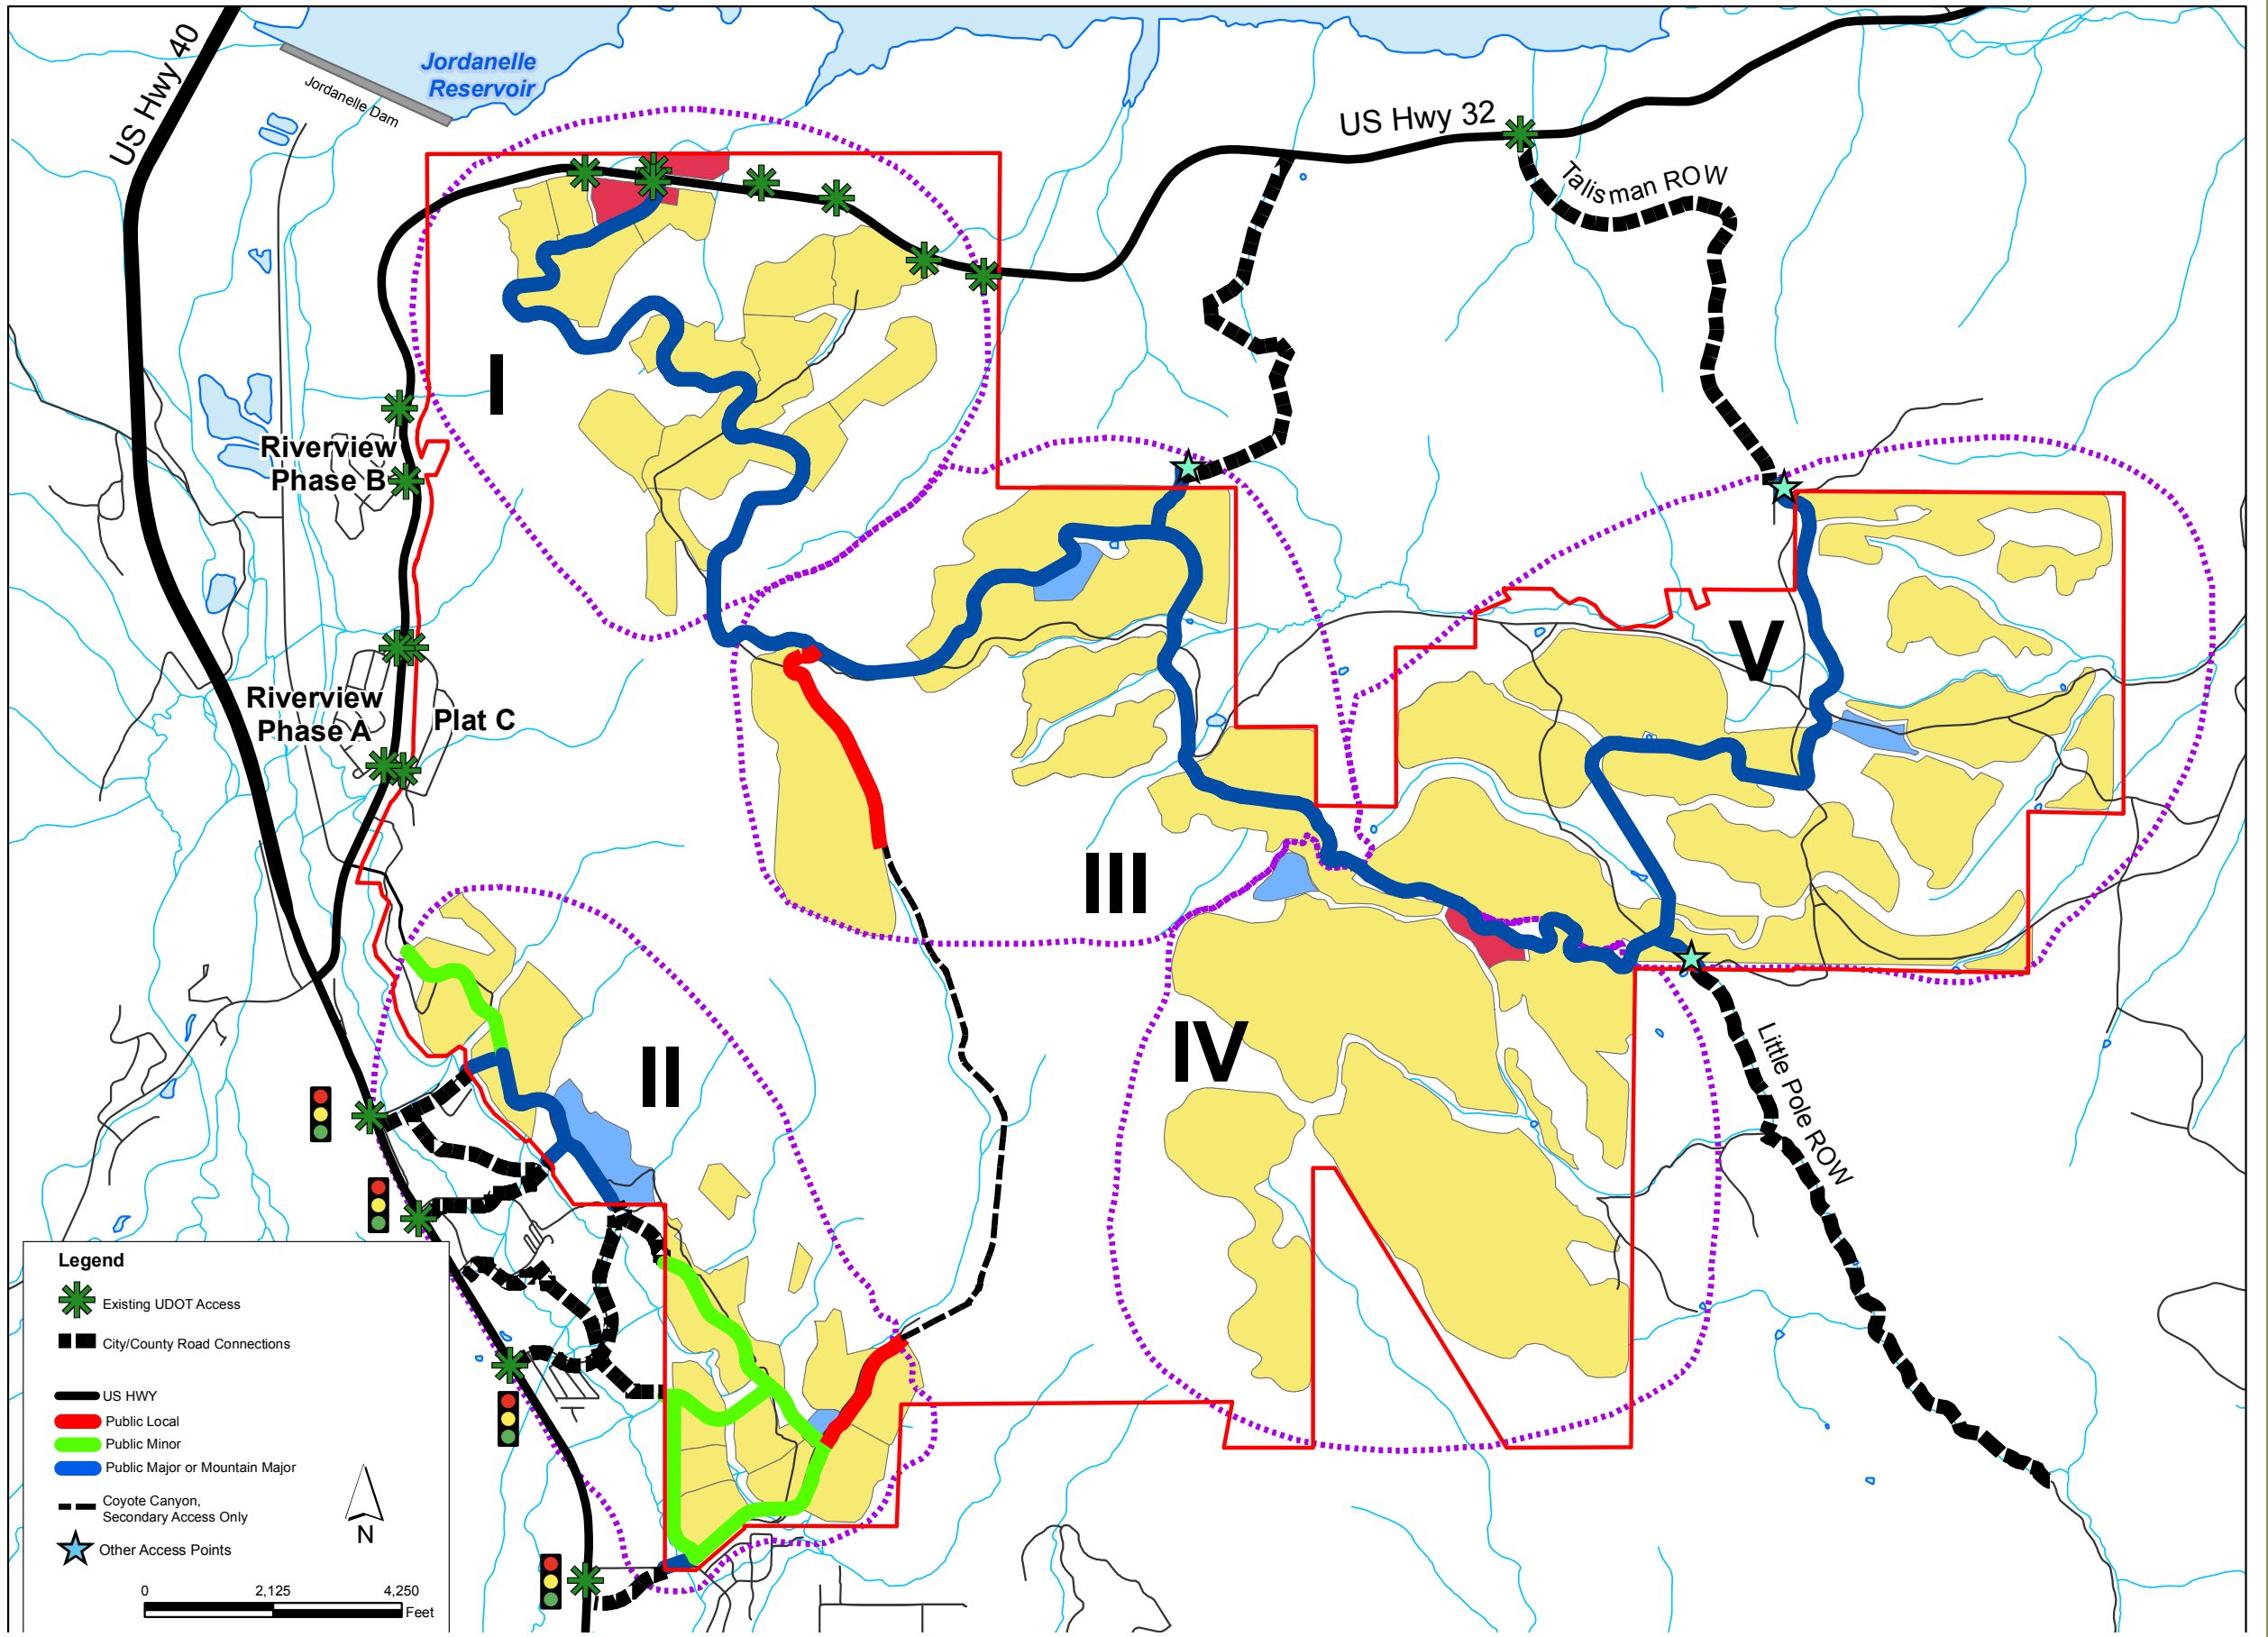 US Hwy 40
Jordanelle
Reservoir
Jordanelle Dam
US Hwy 32
Talisman ROW
I
Riverview
Phase B
Riverview
Phase A
Plat C
V
III
IV
II
Little Pole ROW
Legend
Existing UDOT Access
City/County Road Connections
US HWY
Public Local
Public Minor
Public Major or Mountain Major
Coyote Canyon,
Secondary Access Only
Other Access Points
N
0 2,125 4,250
Feet